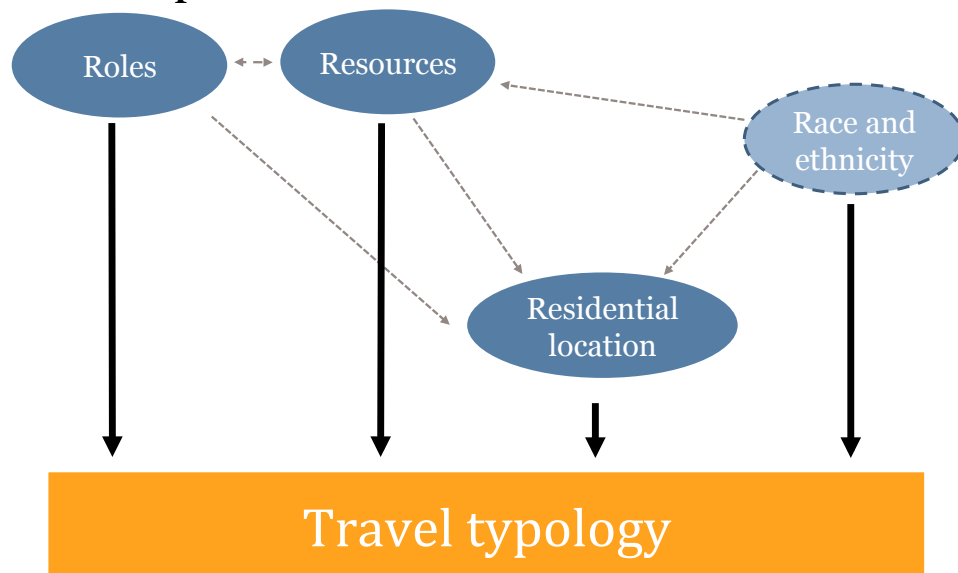 Roles
Resources
Race and
ethnicity
Residential
location
Travel typology